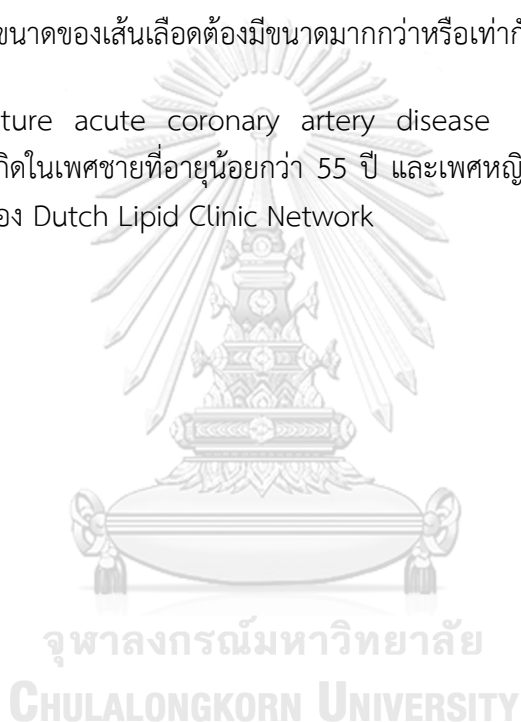 ขนาดของเส้นเลือดต้องมีขนาดมากกว่าหรือเท่ากั
ture acute coronary artery disease
กิดในเพศชายที่อายุน้อยกว่า 55 ปี และเพศหญิ
อง Dutch Lipid Clinic Network
จุฬาลงกรณ์มหาวิทยาลัย
CHULALONGKORN UNIVERSITY